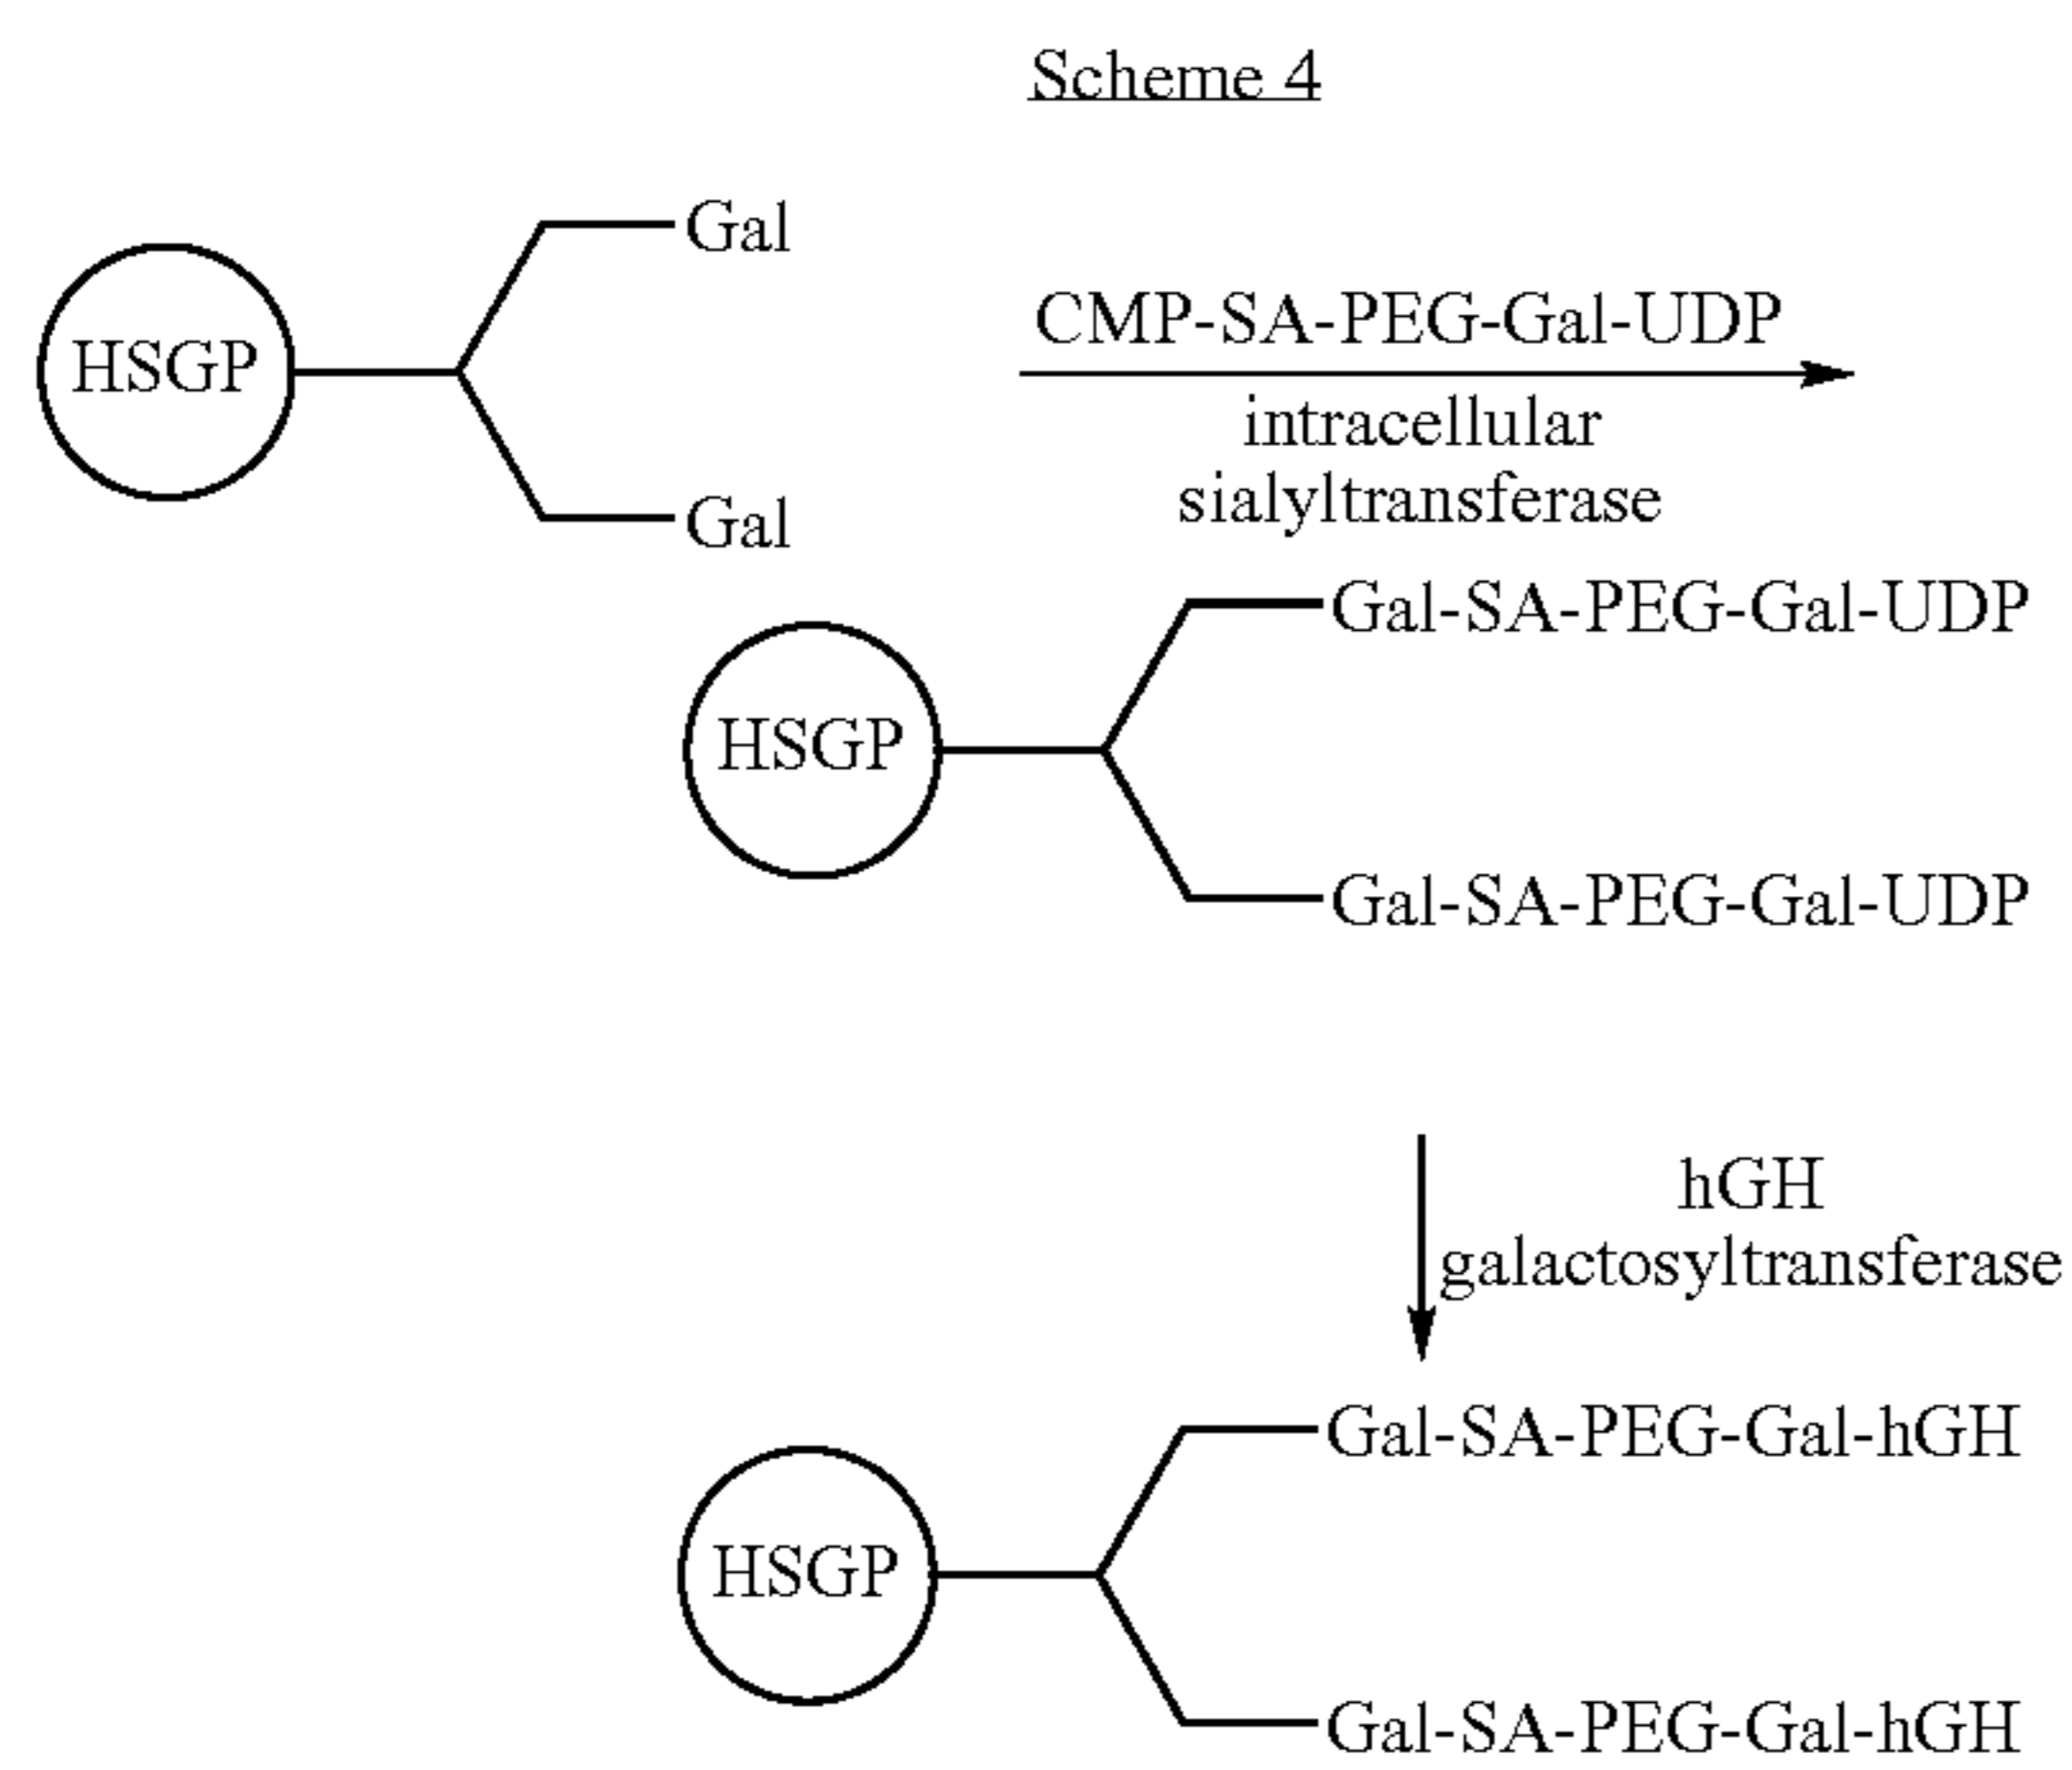 Scheme 4
Gal
HSGP
Gal
CMP-SA-PEG-Gal-UDP
intracellular
sialyltransferase
Gal-SA-PEG-Gal-UDP
HSGP
Gal-SA-PEG-Gal-UDP
hGH
galactosyltransferase
Gal-SA-PEG-Gal-hGH
HSGP
Gal-SA-PEG-Gal-hGH